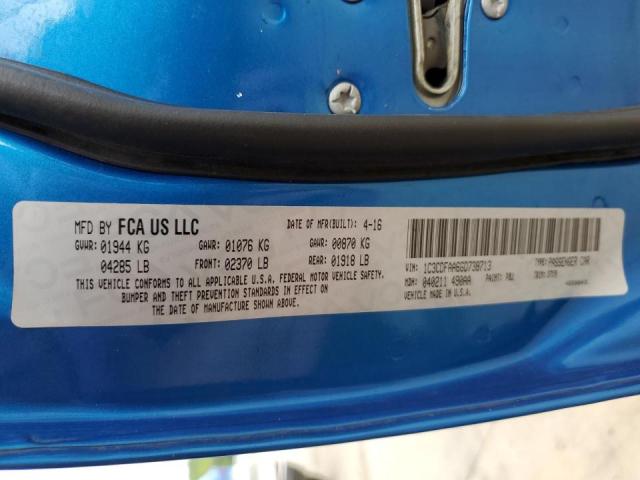 MFD BY FCA US LLC DATE OF MFR(BUILT): 4-16
GVWR: 01944 KG GAWR: 01076 KG GAWR: 00870 KG
04285 LB FRONT: 02370 LB REAR: 01918 LB
THIS VEHICLE CONFORMS TO ALL APPLICABLE U.S.A. FEDERAL MOTOR VEHICLE SAFETY,
BUMPER AND THEFT PREVENTION STANDARDS IN EFFECT ON
THE DATE OF MANUFACTURE SHOWN ABOVE.
VIN: 1C3CDFAA6GD738713 TYPE: PASSENGER CAR
MDH: 040211 490AA PAINT: PBJ TRIM:
VEHICLE MADE IN U.S.A.